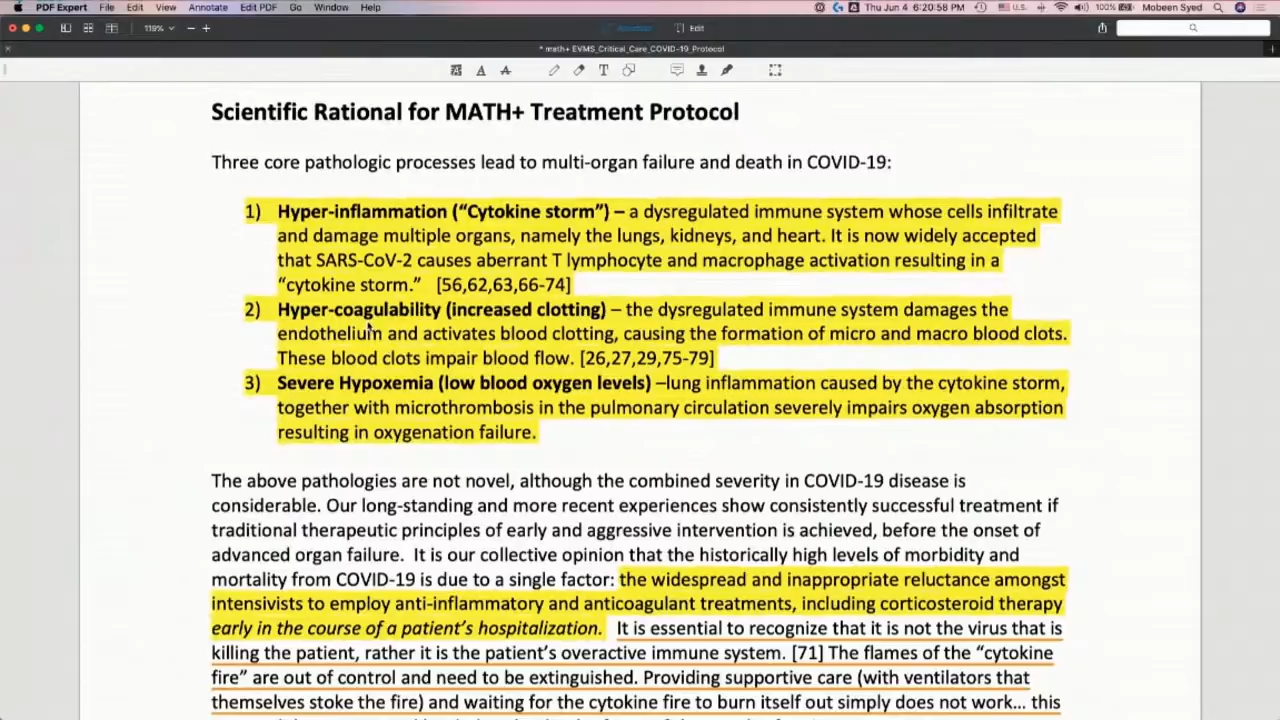 PDF Expert File Edit View Annotate Edit PDF Go Window Help
U.S. 100% Thu Jun 4 6:20:58 PM Mobeen Syed
119% Edit
* math+ EVMS_Critical_Care_COVID-19_Protocol
Scientific Rational for MATH+ Treatment Protocol
Three core pathologic processes lead to multi-organ failure and death in COVID-19:
1) Hyper-inflammation (“Cytokine storm”) – a dysregulated immune system whose cells infiltrate
and damage multiple organs, namely the lungs, kidneys, and heart. It is now widely accepted
that SARS-CoV-2 causes aberrant T lymphocyte and macrophage activation resulting in a
“cytokine storm.” [56,62,63,66-74]
2) Hyper-coagulability (increased clotting) – the dysregulated immune system damages the
endothelium and activates blood clotting, causing the formation of micro and macro blood clots.
These blood clots impair blood flow. [26,27,29,75-79]
3) Severe Hypoxemia (low blood oxygen levels) –lung inflammation caused by the cytokine storm,
together with microthrombosis in the pulmonary circulation severely impairs oxygen absorption
resulting in oxygenation failure.
The above pathologies are not novel, although the combined severity in COVID-19 disease is
considerable. Our long-standing and more recent experiences show consistently successful treatment if
traditional therapeutic principles of early and aggressive intervention is achieved, before the onset of
advanced organ failure. It is our collective opinion that the historically high levels of morbidity and
mortality from COVID-19 is due to a single factor: the widespread and inappropriate reluctance amongst
intensivists to employ anti-inflammatory and anticoagulant treatments, including corticosteroid therapy
early in the course of a patient’s hospitalization. It is essential to recognize that it is not the virus that is
killing the patient, rather it is the patient’s overactive immune system. [71] The flames of the “cytokine
fire” are out of control and need to be extinguished. Providing supportive care (with ventilators that
themselves stoke the fire) and waiting for the cytokine fire to burn itself out simply does not work... this